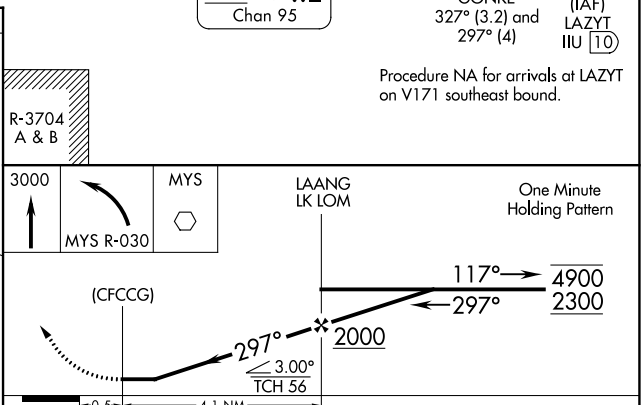 Chan 95
327° (3.2) and
297° (4)
(IAF)
LAZYT
IIU 10 D
Procedure NA for arrivals at LAZYT
on V171 southeast bound.
R-3704
A & B
3000
MYS R-030
MYS
LAANG
LK LOM
One Minute
Holding Pattern
117°
4900
297°
2300
(CFCCG)
2000
297°
3.00°
TCH 56
0.5
4.1 NM